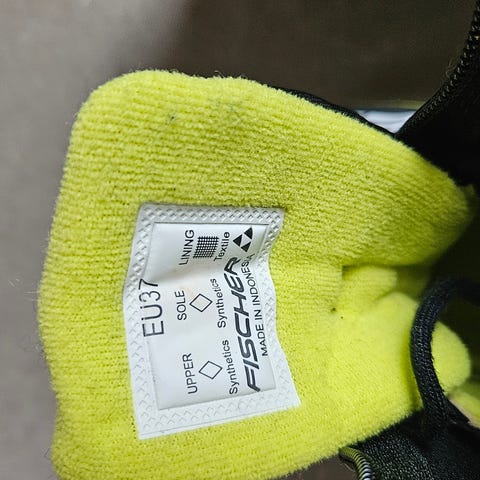 EU37
UPPER SOLE LINING
Synthetics Synthetics Textile
FISCHER
MADE IN INDONESIA